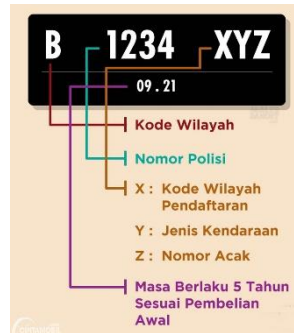 B 1234 XYZ
09 . 21
Kode Wilayah
Nomor Polisi
X : Kode Wilayah
Pendaftaran
Y : Jenis Kendaraan
Z : Nomor Acak
Masa Berlaku 5 Tahun
Sesuai Pembelian
Awal